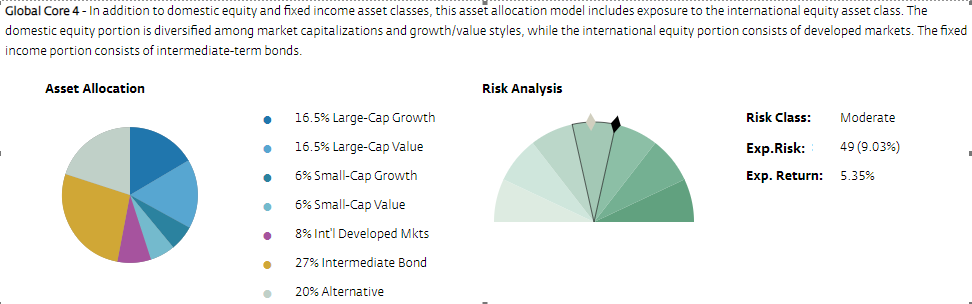 Global Core 4 - In addition to domestic equity and fixed income asset classes, this asset allocation model includes exposure to the international equity asset class. The
domestic equity portion is diversified among market capitalizations and growth/value styles, while the international equity portion consists of developed markets. The fixed
income portion consists of intermediate-term bonds.
Asset Allocation
16.5% Large-Cap Growth
16.5% Large-Cap Value
6% Small-Cap Growth
6% Small-Cap Value
8% Int'l Developed Mkts
27% Intermediate Bond
20% Alternative
Risk Analysis
Risk Class: Moderate
Exp.Risk: 49 (9.03%)
Exp. Return: 5.35%